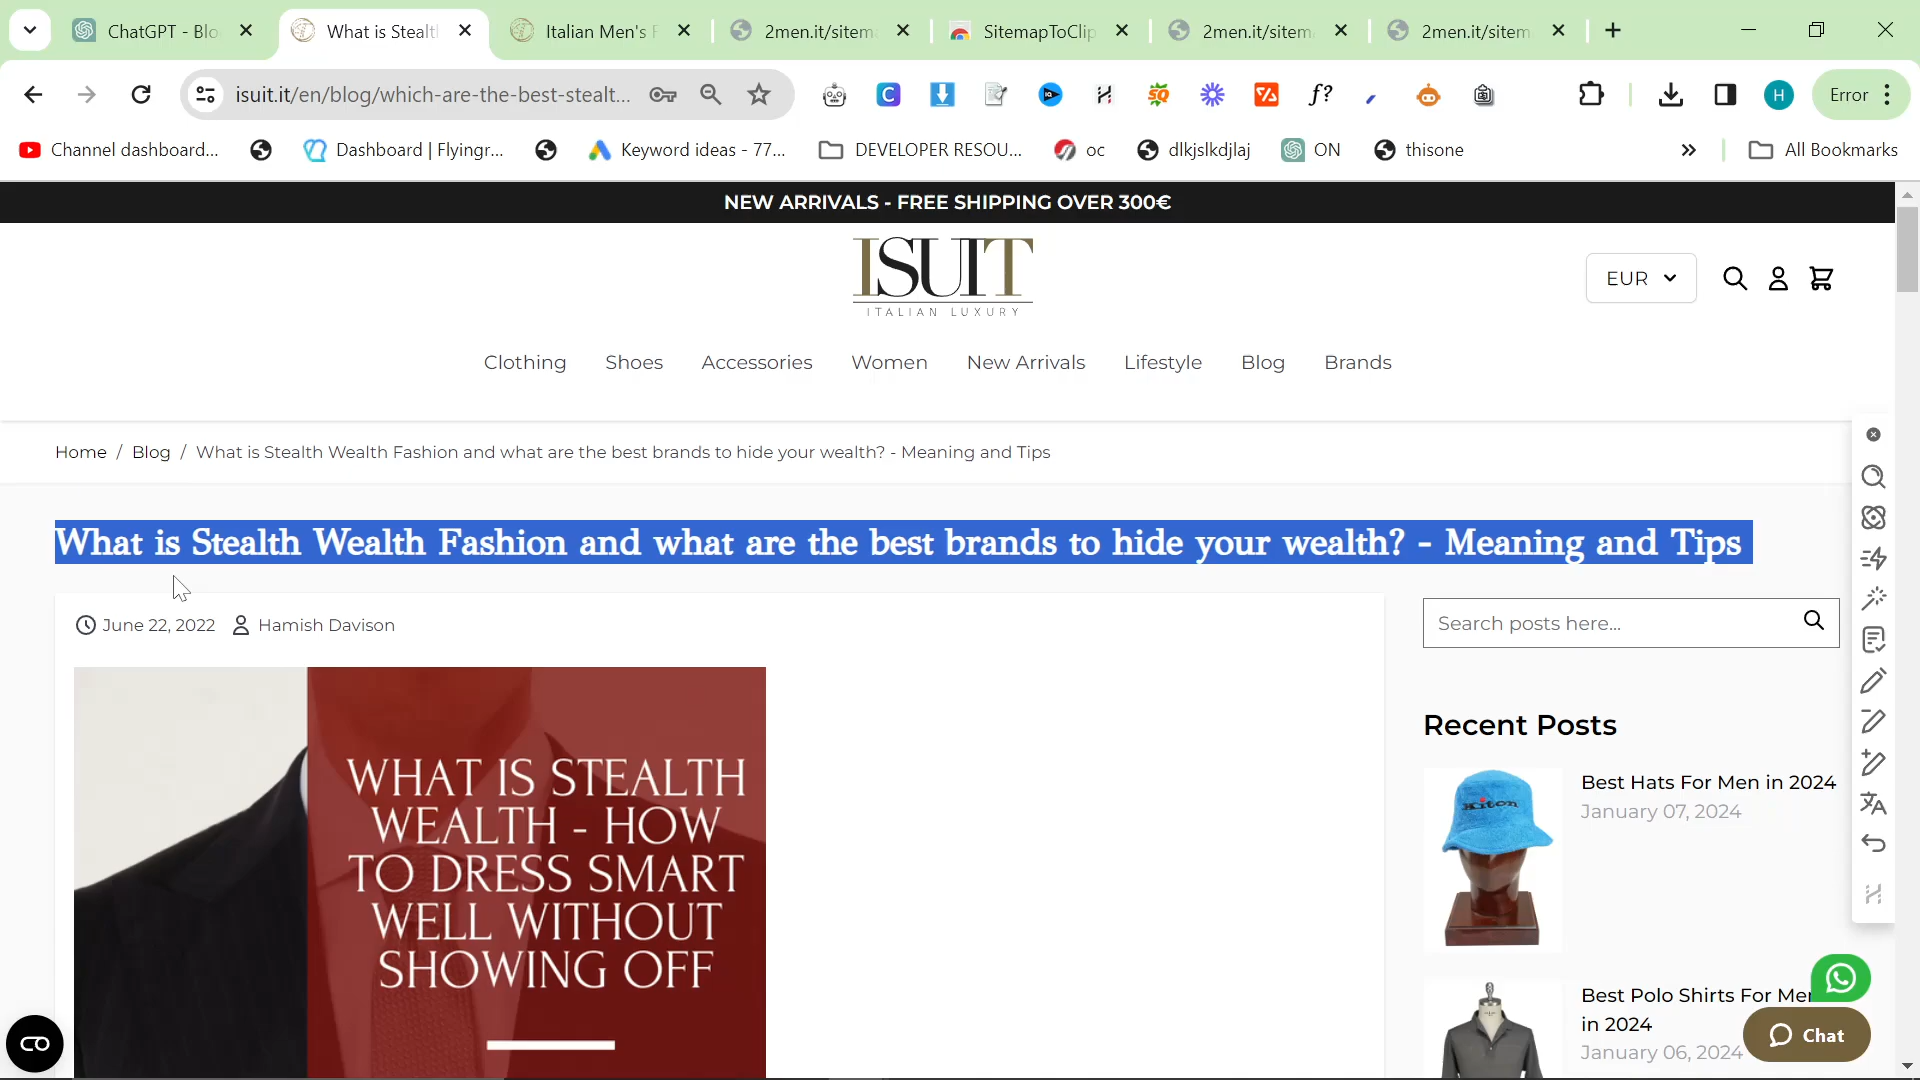 ChatGPT - Blo
What is Stealt
Italian Men's F
2men.it/sitem
SitemapToClip
2men.it/sitem
2men.it/sitem
isuit.it/en/blog/which-are-the-best-stealt...
H
Error
Channel dashboard...
Dashboard | Flyingr...
Keyword ideas - 77...
DEVELOPER RESOU...
oc
dlkjslkdjlaj
ON
thisone
All Bookmarks
NEW ARRIVALS - FREE SHIPPING OVER 300€
ISUIT
ITALIAN LUXURY
EUR
Clothing Shoes Accessories Women New Arrivals Lifestyle Blog Brands
Home / Blog / What is Stealth Wealth Fashion and what are the best brands to hide your wealth? - Meaning and Tips
What is Stealth Wealth Fashion and what are the best brands to hide your wealth? - Meaning and Tips
June 22, 2022 Hamish Davison
WHAT IS STEALTH
WEALTH - HOW
TO DRESS SMART
WELL WITHOUT
SHOWING OFF
Search posts here...
Recent Posts
Kiton
Best Hats For Men in 2024
January 07, 2024
Best Polo Shirts For Men
in 2024
January 06, 2024
Chat